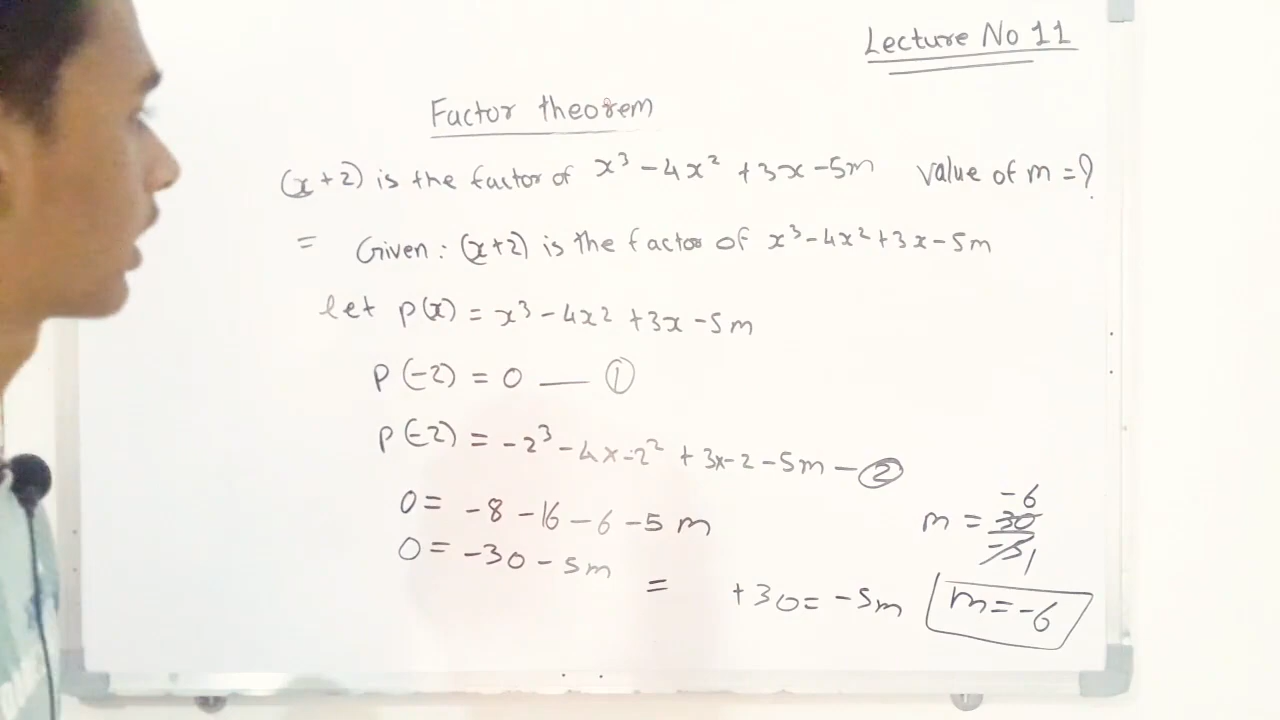 Lecture No 11
Factor theorem
(x+2) is the factor of x³ - 4x² + 3x - 5m value of m = ?
= Given : (x+2) is the factor of x³ - 4x² + 3x - 5m
let p(x) = x³ - 4x² + 3x - 5m
P(-2) = 0 — ①
P(-2) = -2³ - 4x-2² + 3x-2 - 5m — ②
0 = -8 - 16 - 6 - 5m
0 = -30 - 5m
= +30 = -5m
-6
m = 30
-5 1
m = -6